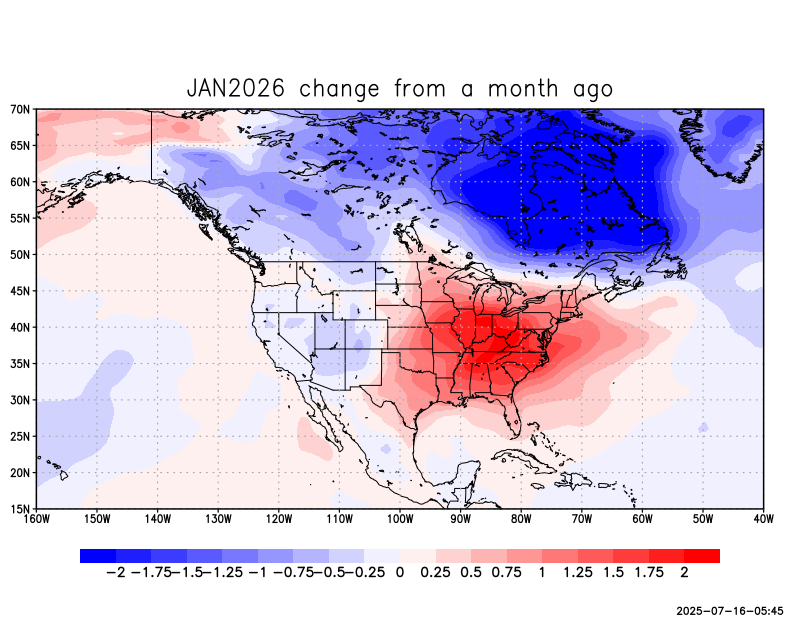 JAN2026 change from a month ago
70N
65N
60N
55N
50N
45N
40N
35N
30N
25N
20N
15N
160W 150W 140W 130W 120W 110W 100W 90W 80W 70W 60W 50W 40W
-2 -1.75 -1.5 -1.25 -1 -0.75 -0.5 -0.25 0 0.25 0.5 0.75 1 1.25 1.5 1.75 2
2025-07-16-05:45